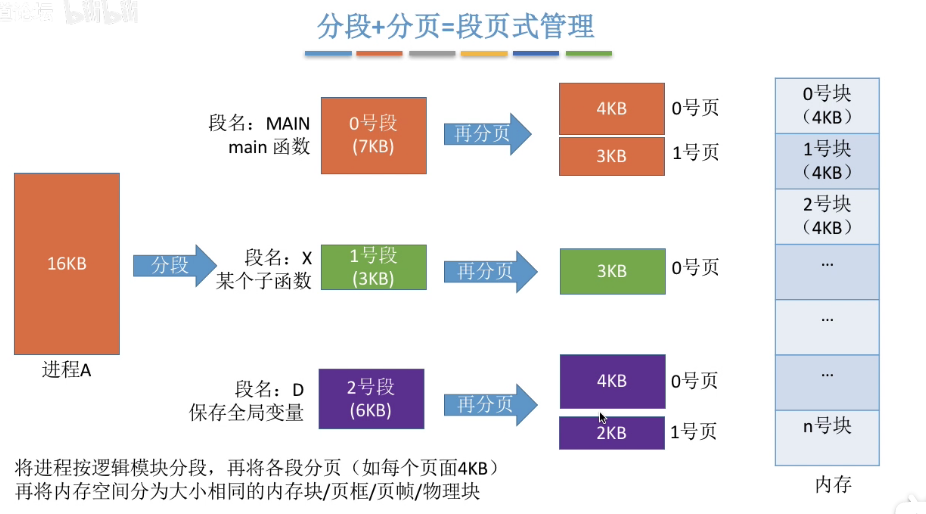 bilibili
分段+分页=段页式管理
段名：MAIN
main 函数
0号段
(7KB)
再分页
4KB
0号页
3KB
1号页
16KB
进程A
分段
段名：X
某个子函数
1号段
(3KB)
再分页
3KB
0号页
段名：D
保存全局变量
2号段
(6KB)
再分页
4KB
0号页
2KB
1号页
0号块
（4KB）
1号块
（4KB）
2号块
（4KB）
...
...
...
n号块
内存
将进程按逻辑模块分段，再将各段分页（如每个页面4KB）
再将内存空间分为大小相同的内存块/页框/页帧/物理块